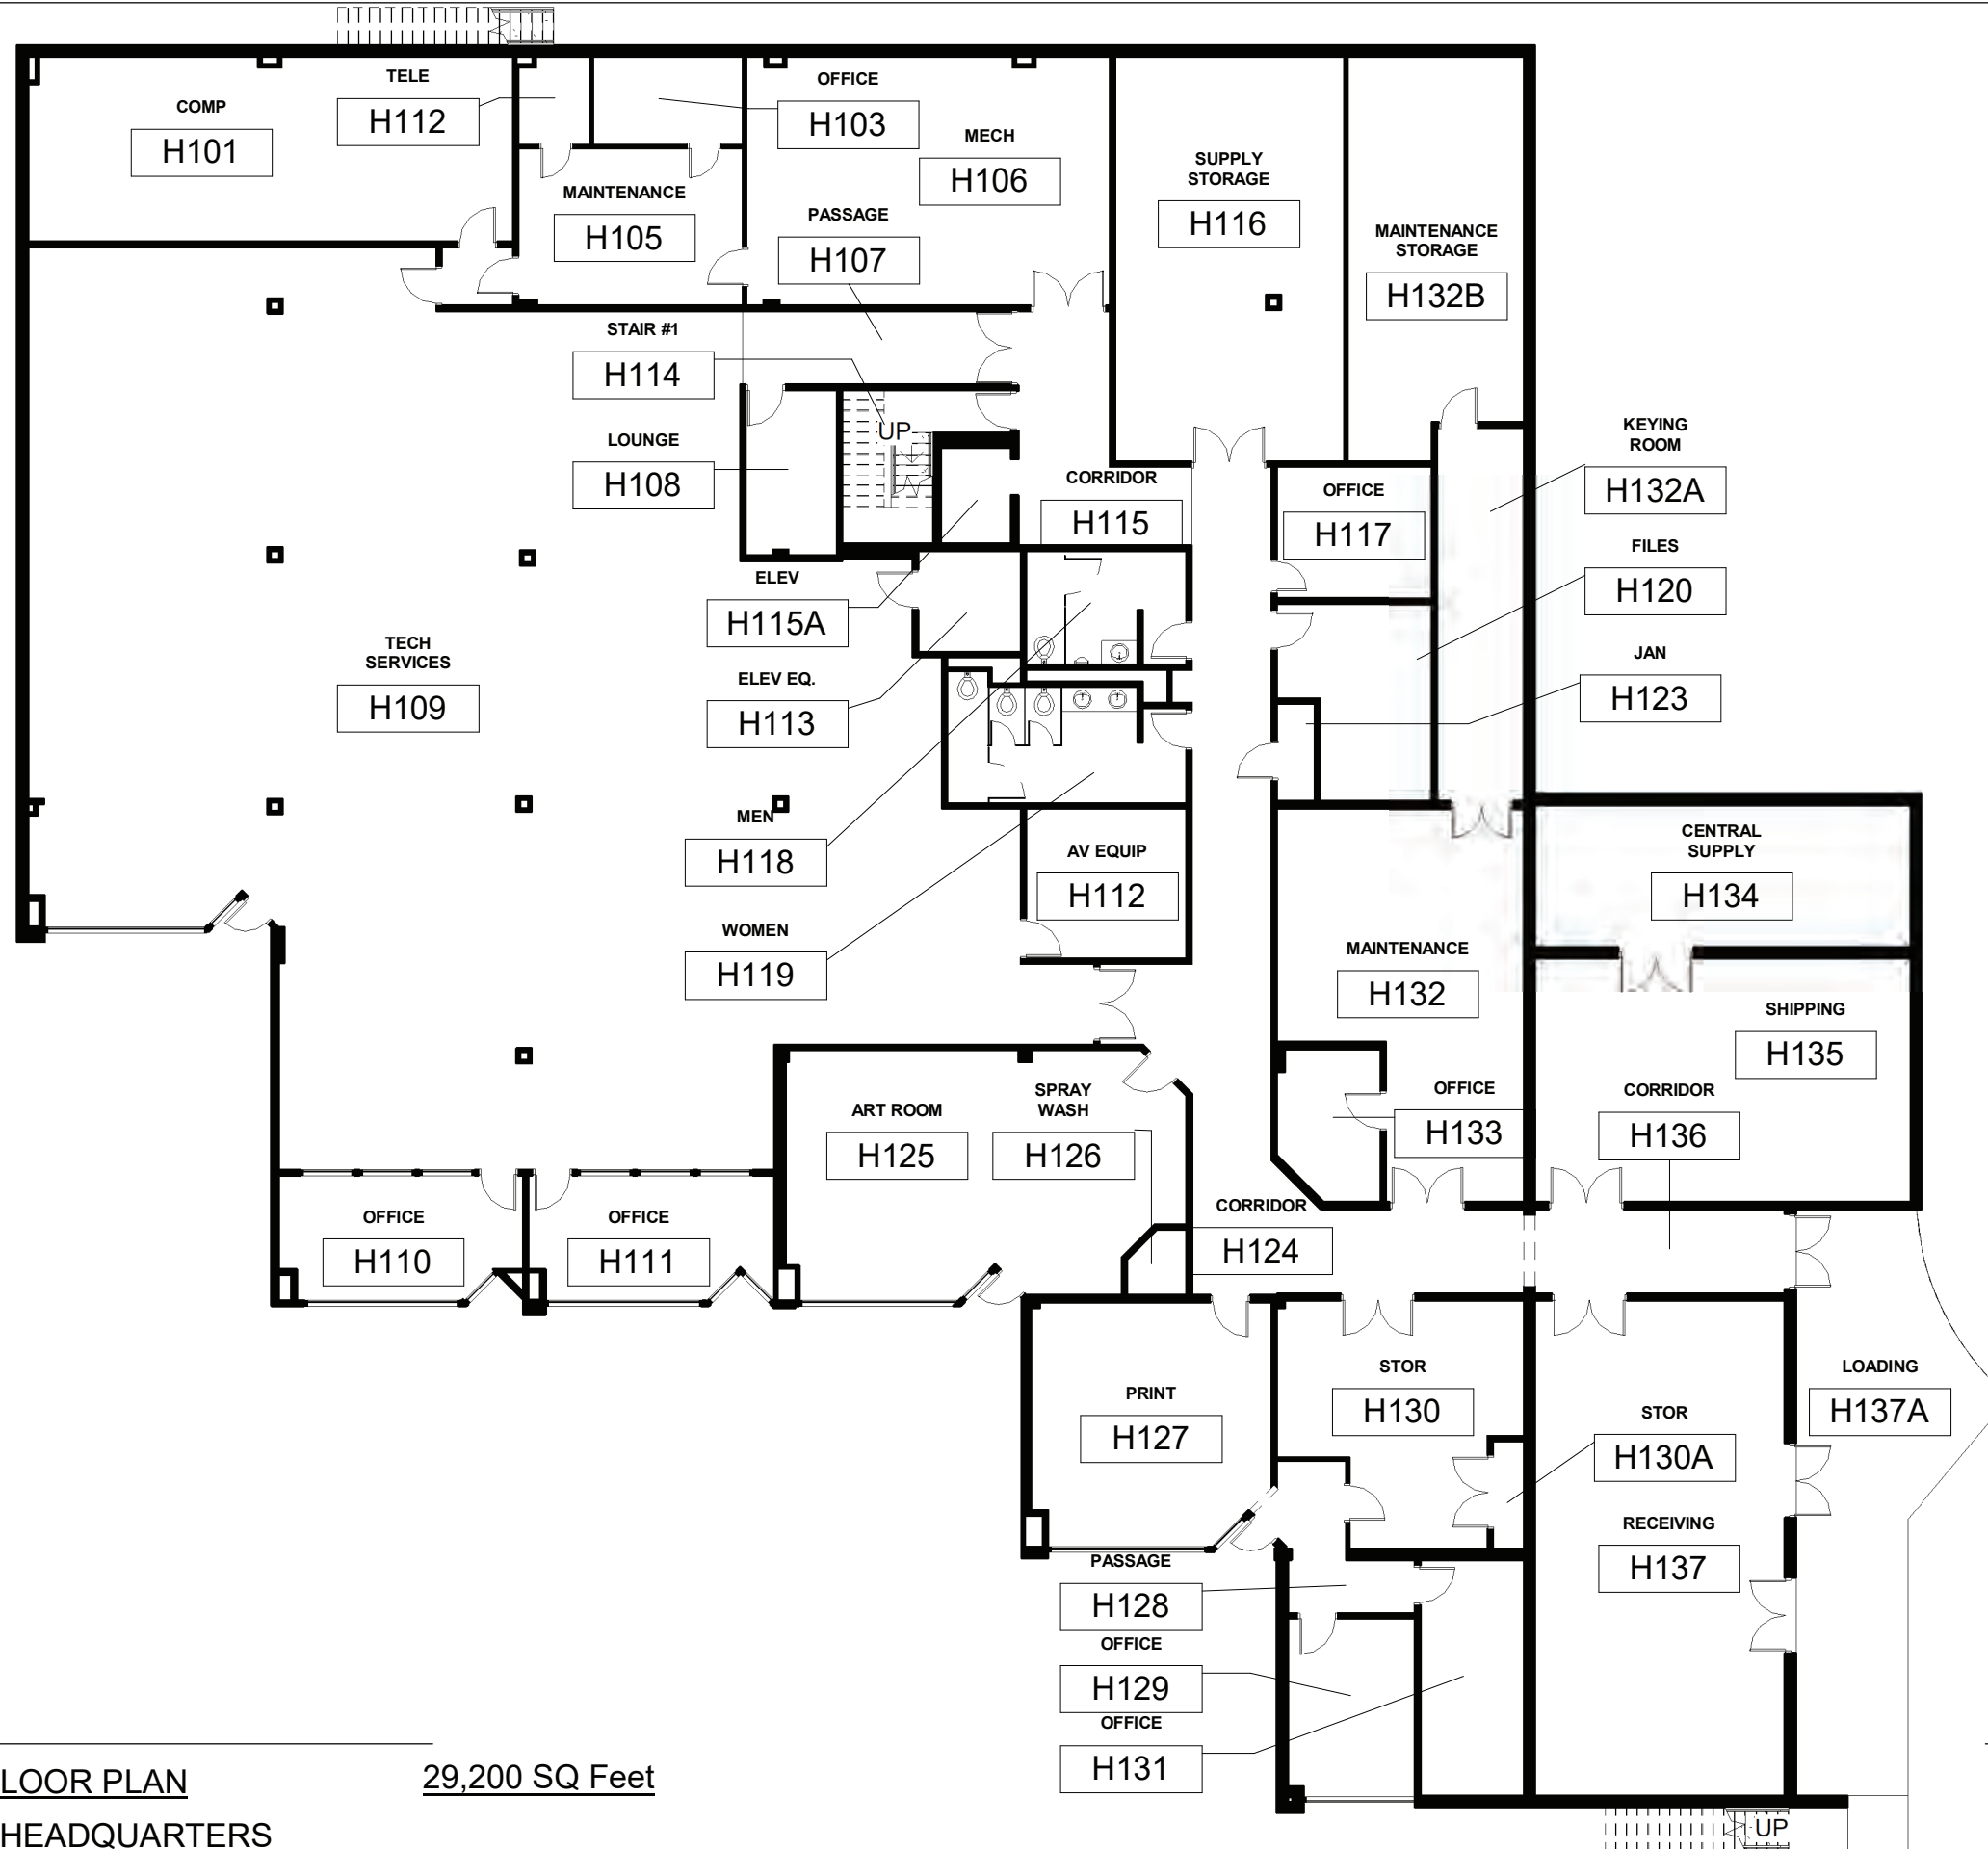 TELE
H112
COMP
H101
OFFICE
H103
MECH
H106
MAINTENANCE
H105
PASSAGE
H107
SUPPLY
STORAGE
H116
MAINTENANCE
STORAGE
H132B
STAIR #1
H114
UP
LOUNGE
H108
CORRIDOR
H115
OFFICE
H117
KEYING
ROOM
H132A
FILES
H120
ELEV
H115A
JAN
H123
TECH
SERVICES
H109
ELEV EQ.
H113
MEN
H118
AV EQUIP
H112
CENTRAL
SUPPLY
H134
WOMEN
H119
MAINTENANCE
H132
SHIPPING
H135
ART ROOM
H125
SPRAY
WASH
H126
OFFICE
H133
CORRIDOR
H136
OFFICE
H110
OFFICE
H111
CORRIDOR
H124
PRINT
H127
STOR
H130
LOADING
H137A
STOR
H130A
RECEIVING
H137
PASSAGE
H128
OFFICE
H129
OFFICE
H131
LOOR PLAN
29,200 SQ Feet
HEADQUARTERS
UP